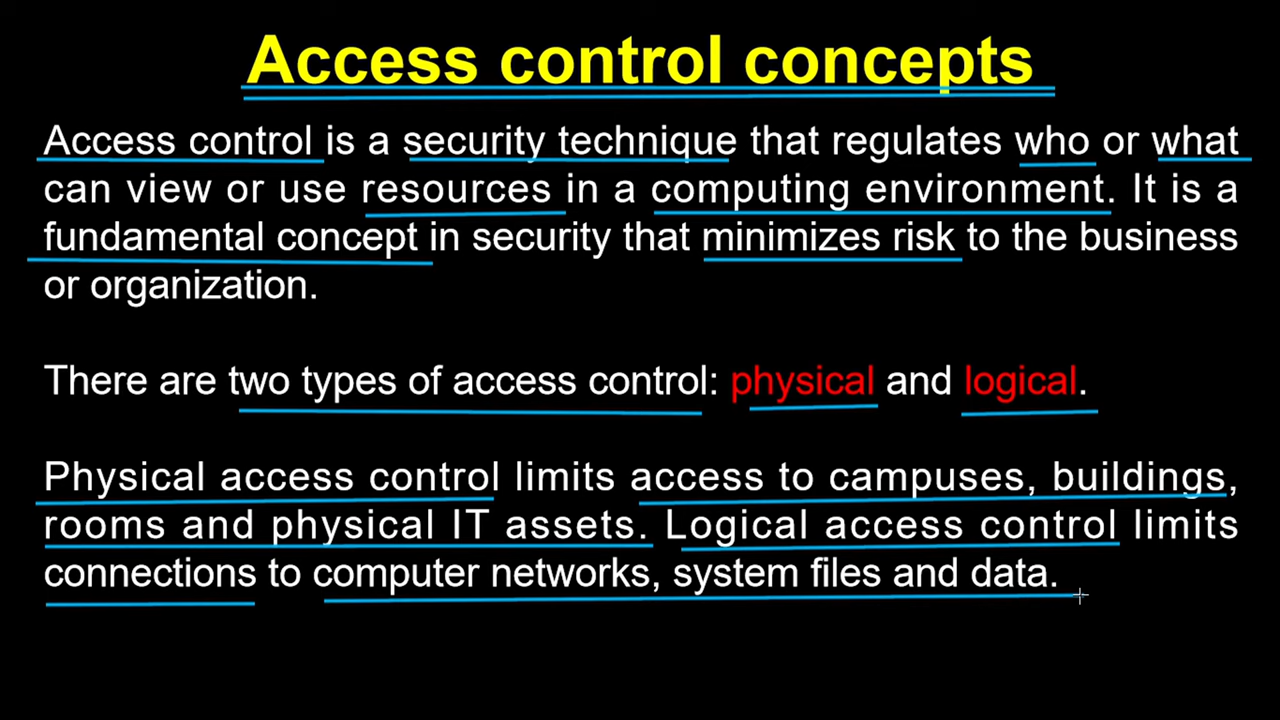 Access control concepts
Access control is a security technique that regulates who or what
can view or use resources in a computing environment. It is a
fundamental concept in security that minimizes risk to the business
or organization.
There are two types of access control: physical and logical.
Physical access control limits access to campuses, buildings,
rooms and physical IT assets. Logical access control limits
connections to computer networks, system files and data.